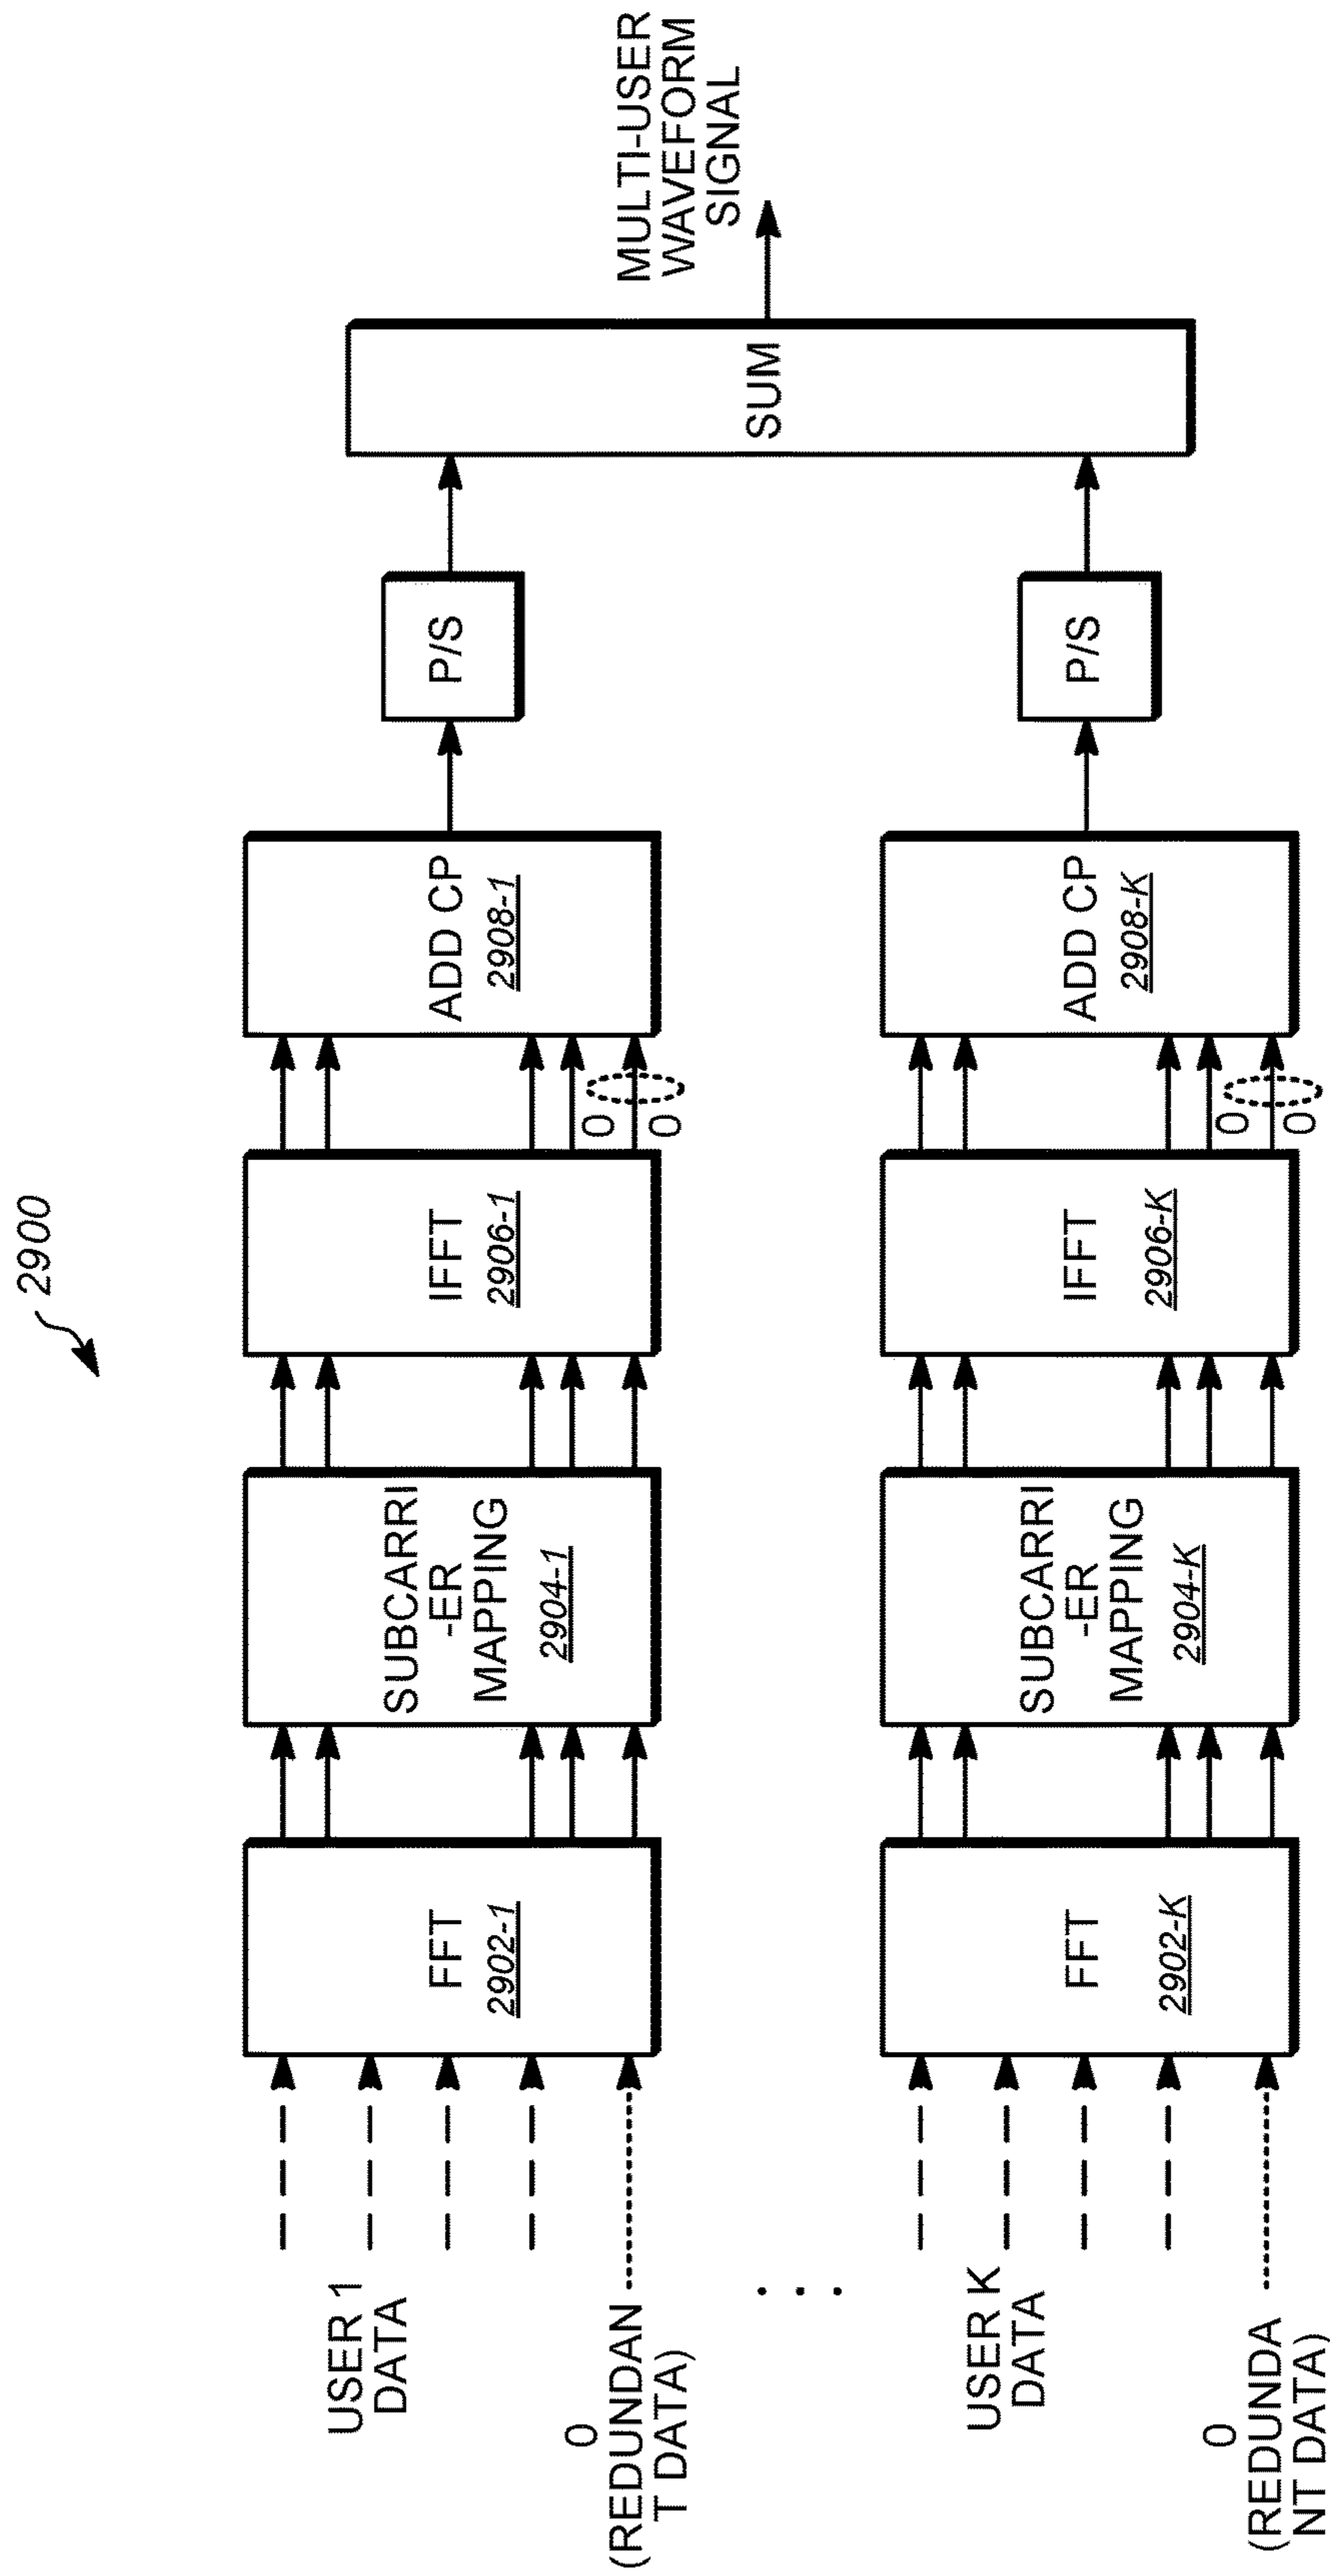 2900
USER 1
DATA
0
(REDUNDAN
T DATA)
FFT
2902-1
SUBCARRI
-ER
MAPPING
2904-1
IFFT
2906-1
0
0
ADD CP
2908-1
P/S
. . .
USER K
DATA
0
(REDUNDA
NT DATA)
FFT
2902-K
SUBCARRI
-ER
MAPPING
2904-K
IFFT
2906-K
0
0
ADD CP
2908-K
P/S
SUM
MULTI-USER
WAVEFORM
SIGNAL